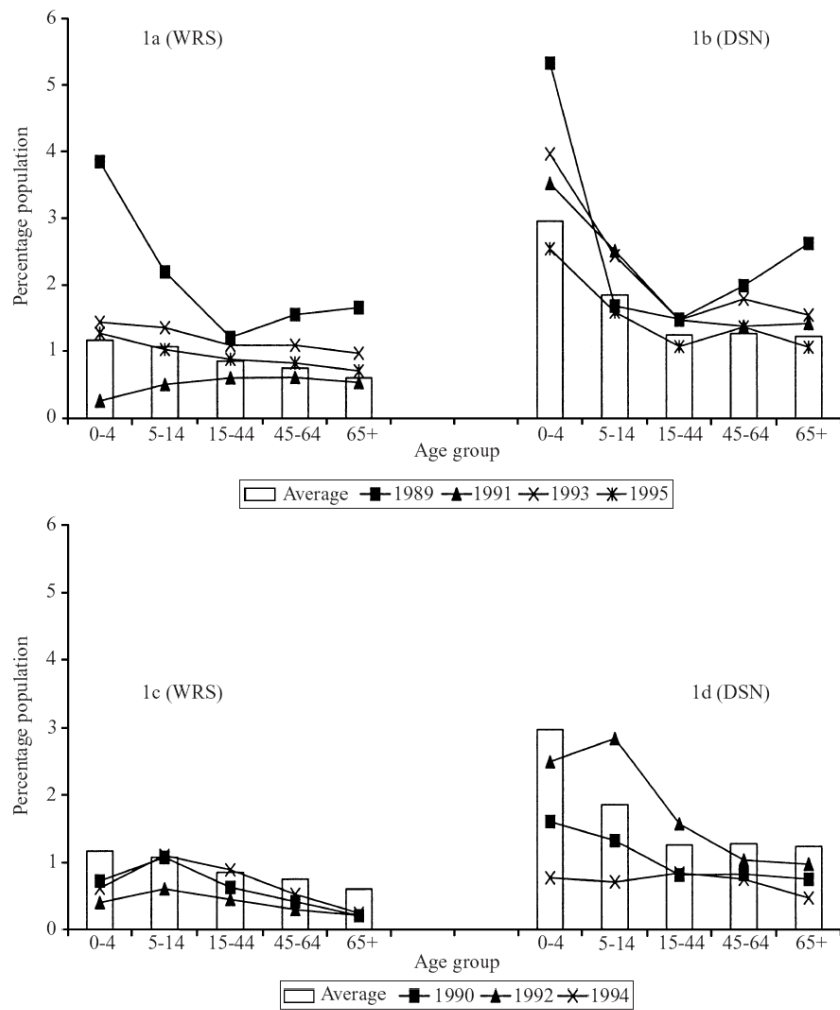 6
1a (WRS)
1b (DSN)
5
4
3
2
1
0
Percentage population
0-4 5-14 15-44 45-64 65+ 0-4 5-14 15-44 45-64 65+
Age group
Average 1989 1991 1993 1995
6
5
4
1c (WRS)
1d (DSN)
3
2
1
0
Percentage population
0-4 5-14 15-44 45-64 65+ 0-4 5-14 15-44 45-64 65+
Age group
Average 1990 1992 1994